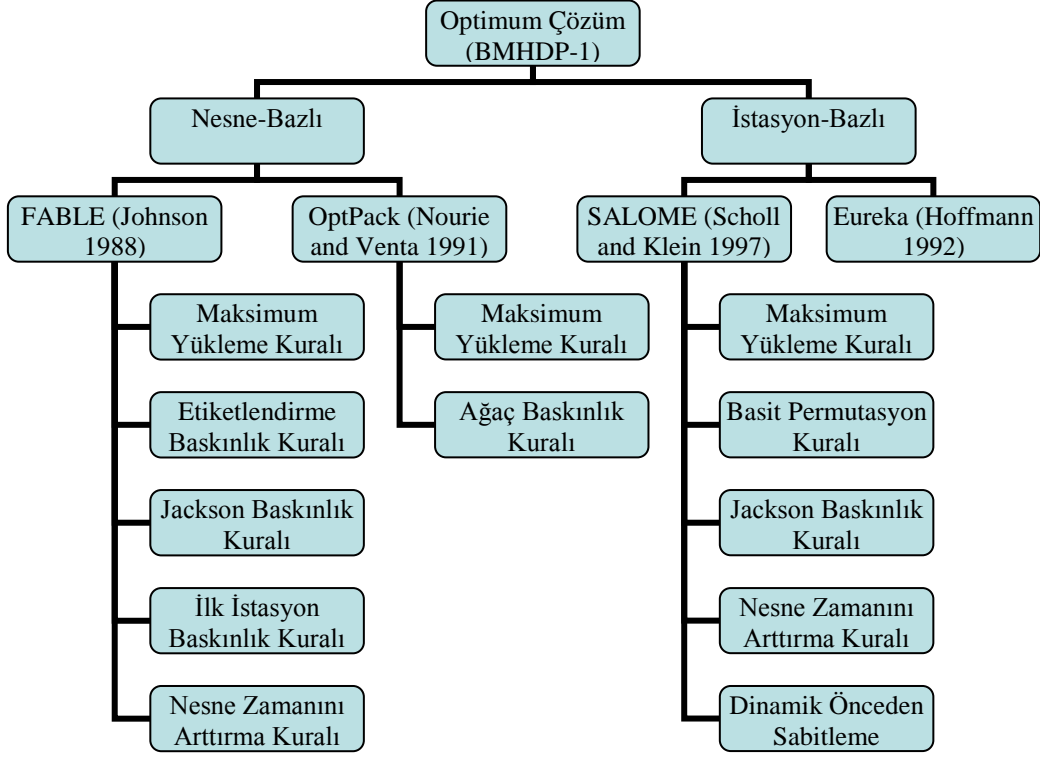 Optimum Çözüm
(BMHDP-1)
Nesne-Bazlı
İstasyon-Bazlı
FABLE (Johnson
1988)
OptPack (Nourie
and Venta 1991)
SALOME (Scholl
and Klein 1997)
Eureka (Hoffmann
1992)
Maksimum
Yükleme Kuralı
Etiketlendirme
Baskınlık Kuralı
Jackson Baskınlık
Kuralı
İlk İstasyon
Baskınlık Kuralı
Nesne Zamanını
Arttırma Kuralı
Maksimum
Yükleme Kuralı
Ağaç Baskınlık
Kuralı
Maksimum
Yükleme Kuralı
Basit Permutasyon
Kuralı
Jackson Baskınlık
Kuralı
Nesne Zamanını
Arttırma Kuralı
Dinamik Önceden
Sabitleme